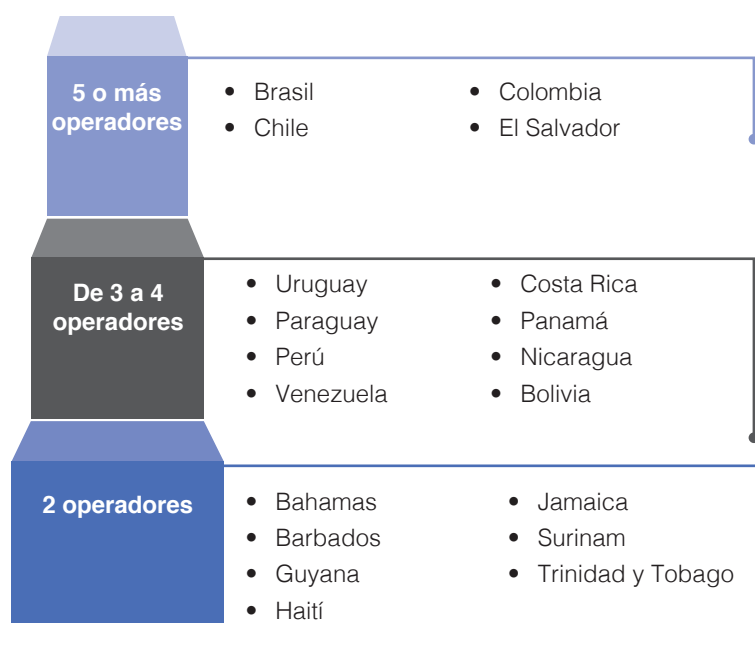 5 o más
operadores
• Brasil
• Chile
• Colombia
• El Salvador
De 3 a 4
operadores
• Uruguay
• Paraguay
• Perú
• Venezuela
• Costa Rica
• Panamá
• Nicaragua
• Bolivia
2 operadores
• Bahamas
• Barbados
• Guyana
• Haití
• Jamaica
• Surinam
• Trinidad y Tobago